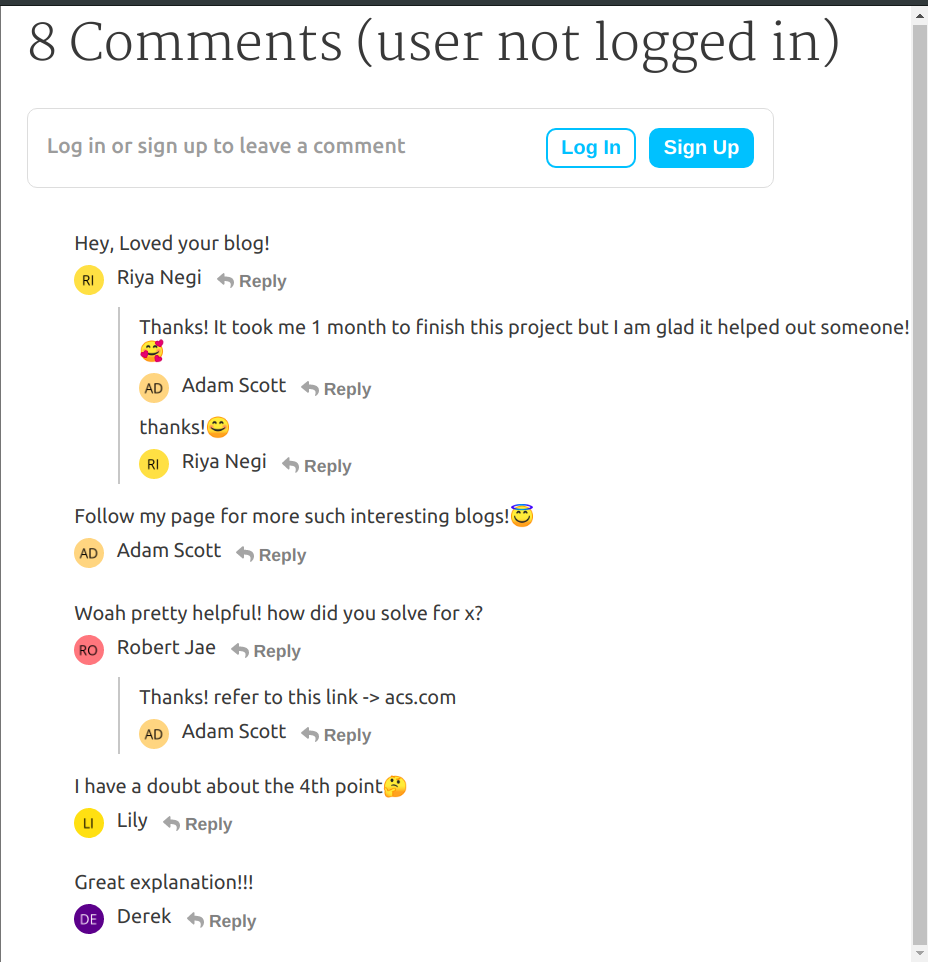 8 Comments (user not logged in)
Log in or sign up to leave a comment Log In Sign Up
Hey, Loved your blog!
RI Riya Negi Reply
Thanks! It took me 1 month to finish this project but I am glad it helped out someone!
🥰
AD Adam Scott Reply
thanks!😊
RI Riya Negi Reply
Follow my page for more such interesting blogs!😇
AD Adam Scott Reply
Woah pretty helpful! how did you solve for x?
RO Robert Jae Reply
Thanks! refer to this link -> acs.com
AD Adam Scott Reply
I have a doubt about the 4th point🤔
LI Lily Reply
Great explanation!!!
DE Derek Reply